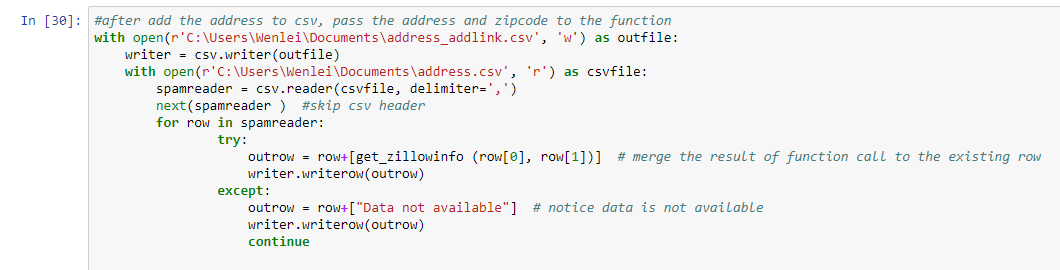 In [30]: #after add the address to csv, pass the address and zipcode to the function
with open(r'C:\Users\Wenlei\Documents\address_addlink.csv', 'w') as outfile:
    writer = csv.writer(outfile)
    with open(r'C:\Users\Wenlei\Documents\address.csv', 'r') as csvfile:
        spamreader = csv.reader(csvfile, delimiter=',')
        next(spamreader )  #skip csv header
        for row in spamreader:
                try:
                    outrow = row+[get_zillowinfo (row[0], row[1])]  # merge the result of function call to the existing row
                    writer.writerow(outrow)
                except:
                    outrow = row+["Data not available"]  # notice data is not available
                    writer.writerow(outrow)
                    continue